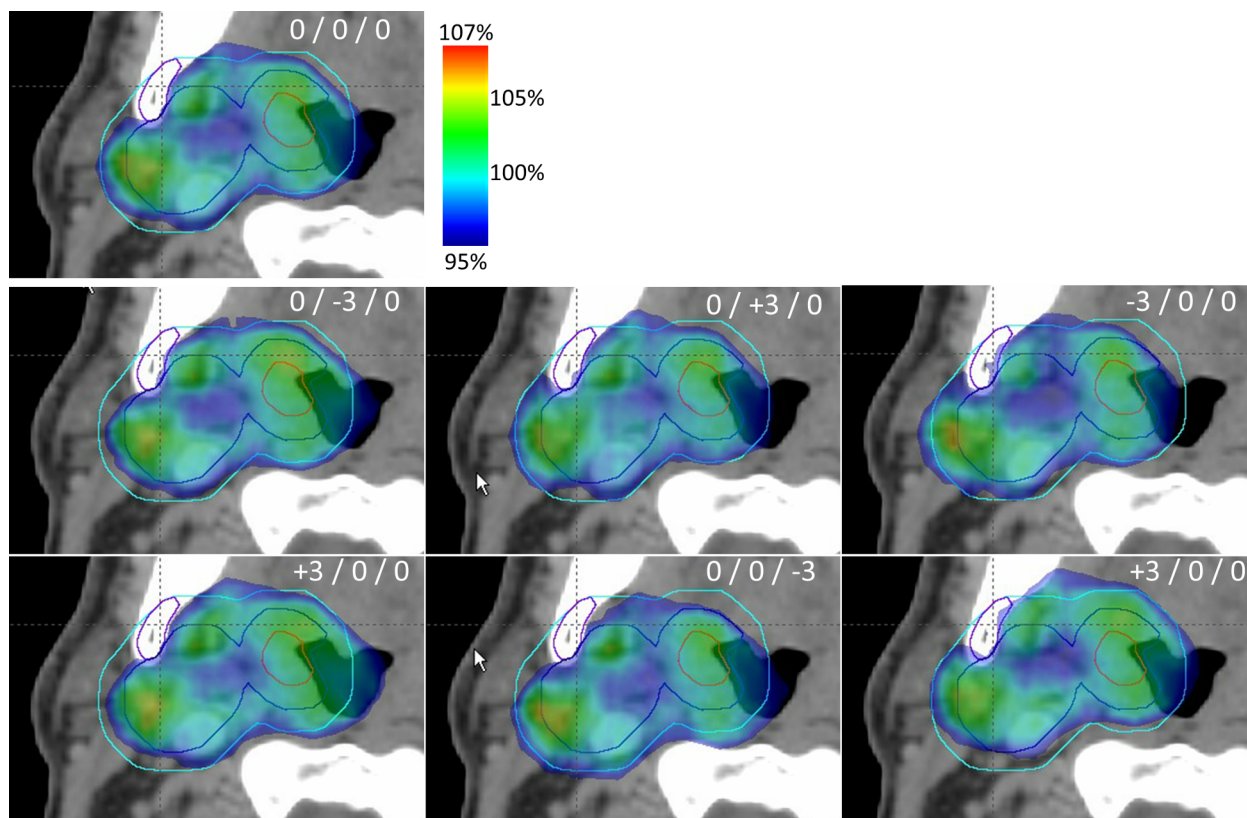 0 / 0 / 0
107%
105%
100%
95%
0 / -3 / 0
0 / +3 / 0
-3 / 0 / 0
+3 / 0 / 0
0 / 0 / -3
+3 / 0 / 0